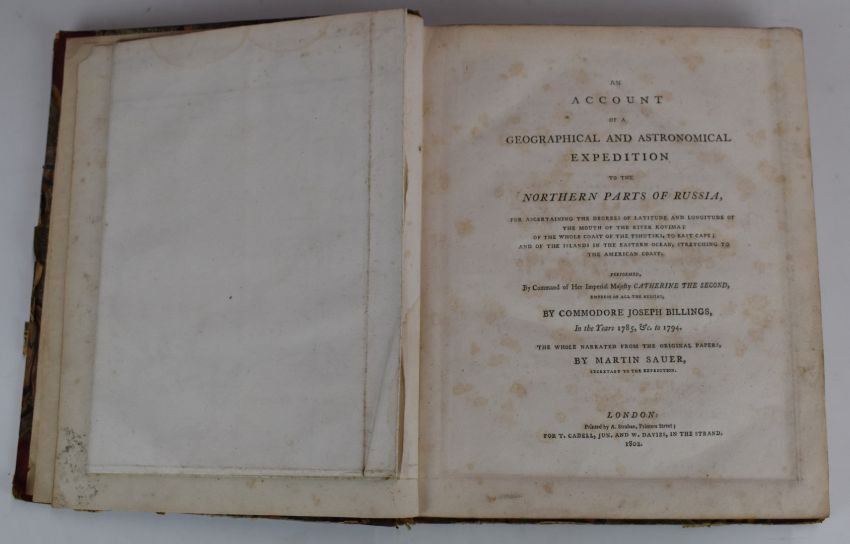 AN
ACCOUNT
OF A
GEOGRAPHICAL AND ASTRONOMICAL
EXPEDITION
TO THE
NORTHERN PARTS OF RUSSIA,
FOR ASCERTAINING THE DEGREES OF LATITUDE AND LONGITUDE OF
THE MOUTH OF THE RIVER KOVIMA;
OF THE WHOLE COAST OF THE TSHUTSKI, TO EAST CAPE;
AND OF THE ISLANDS IN THE EASTERN OCEAN, STRETCHING TO
THE AMERICAN COAST.
PERFORMED,
By Command of Her Imperial Majesty CATHERINE THE SECOND,
EMPRESS OF ALL THE RUSSIAS,
BY COMMODORE JOSEPH BILLINGS,
In the Years 1785, &c. to 1794.
THE WHOLE NARRATED FROM THE ORIGINAL PAPERS,
BY MARTIN SAUER,
SECRETARY TO THE EXPEDITION.
LONDON:
Printed by A. Strahan, Printers Street;
FOR T. CADELL, JUN. AND W. DAVIES, IN THE STRAND.
1802.